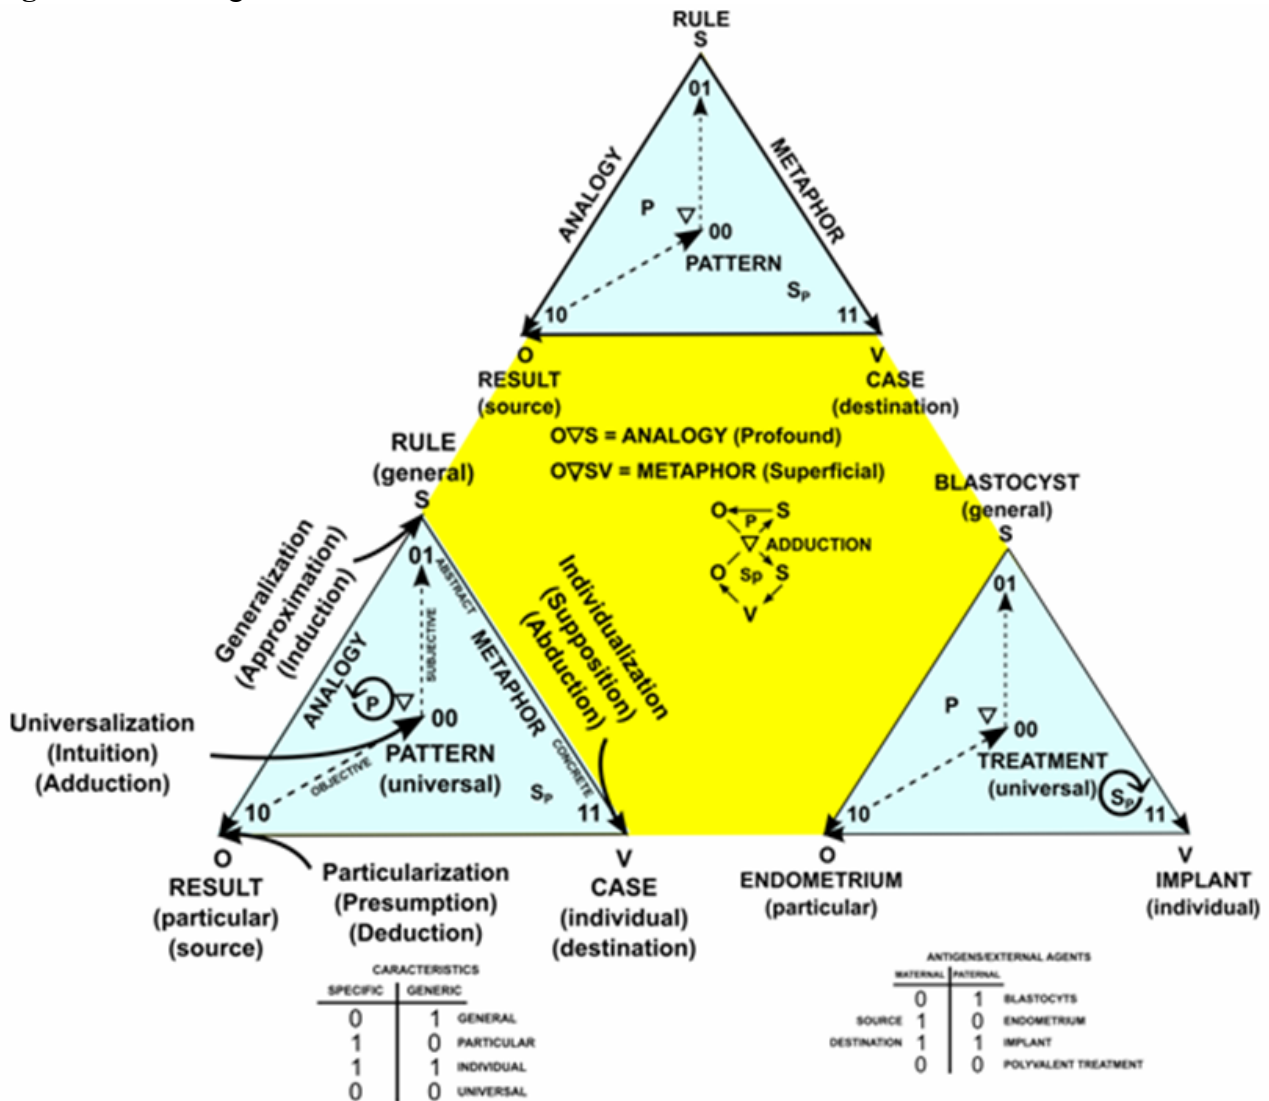 RULE
S
01
ANALOGY
METAPHOR
P ▽
00
PATTERN
Sp
10
11
O
V
RESULT
(source)
CASE
(destination)
O▽S = ANALOGY (Profound)
O▽SV = METAPHOR (Superficial)
O S
P
▽ ADDUCTION
O Sp S
V
RULE
(general)
S
01
ABSTRACT
SUBJECTIVE
Generalization
(Approximation)
(Induction)
ANALOGY
METAPHOR
P ▽
00
PATTERN
(universal)
OBJECTIVE
CONCRETE
Sp
10
11
Universalization
(Intuition)
(Adduction)
Individualization
(Supposition)
(Abduction)
O
RESULT
(particular)
(source)
Particularization
(Presumption)
(Deduction)
V
CASE
(individual)
(destination)
BLASTOCYST
(general)
S
01
P ▽
00
TREATMENT
(universal)
Sp
10
11
O
ENDOMETRIUM
(particular)
V
IMPLANT
(individual)
CARACTERISTICS
SPECIFIC GENERIC
0 1 GENERAL
1 0 PARTICULAR
1 1 INDIVIDUAL
0 0 UNIVERSAL
ANTIGENS/EXTERNAL AGENTS
MATERNAL PATERNAL
0 1 BLASTOCYTS
SOURCE 1 0 ENDOMETRIUM
DESTINATION 1 1 IMPLANT
0 0 POLYVALENT TREATMENT